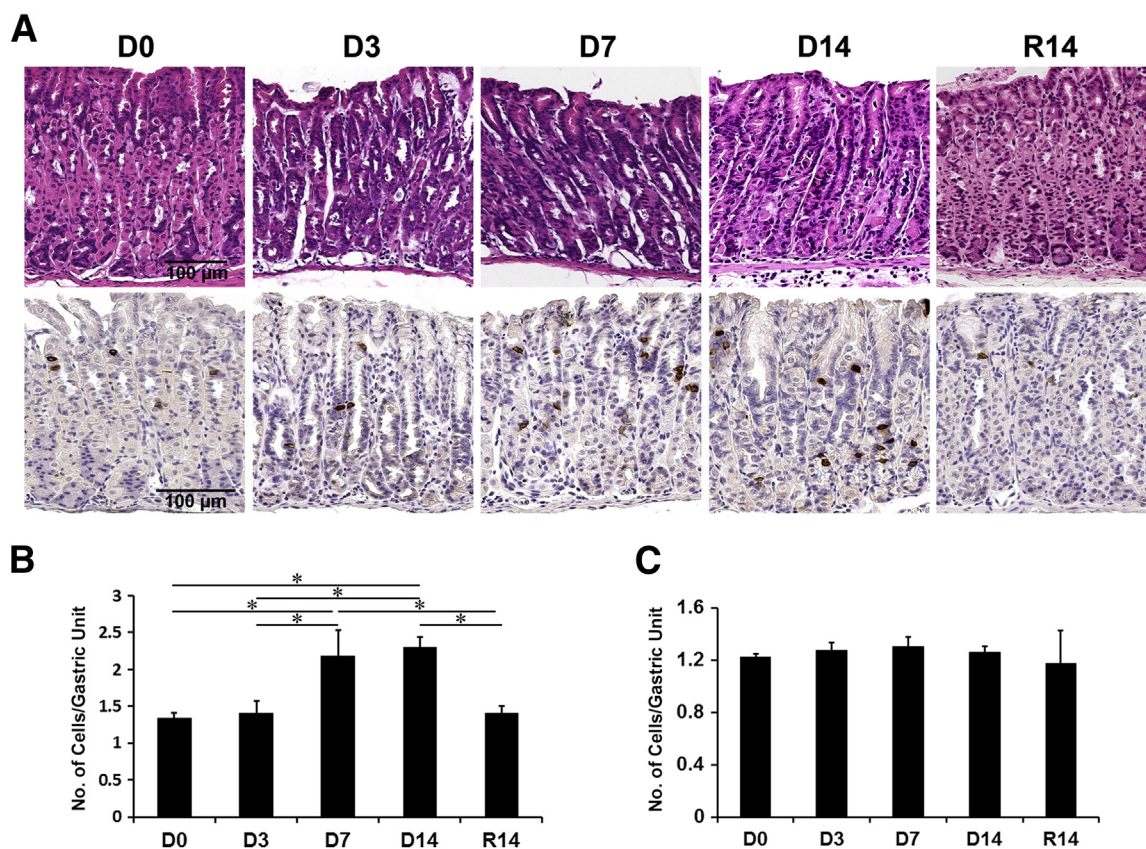 A
D0 D3 D7 D14 R14
100 µm
100 µm
B
No. of Cells/Gastric Unit
3
2.5
2
1.5
1
0.5
0
* * * * * *
D0 D3 D7 D14 R14
C
No. of Cells/Gastric Unit
1.6
1.2
0.8
0.4
0
D0 D3 D7 D14 R14